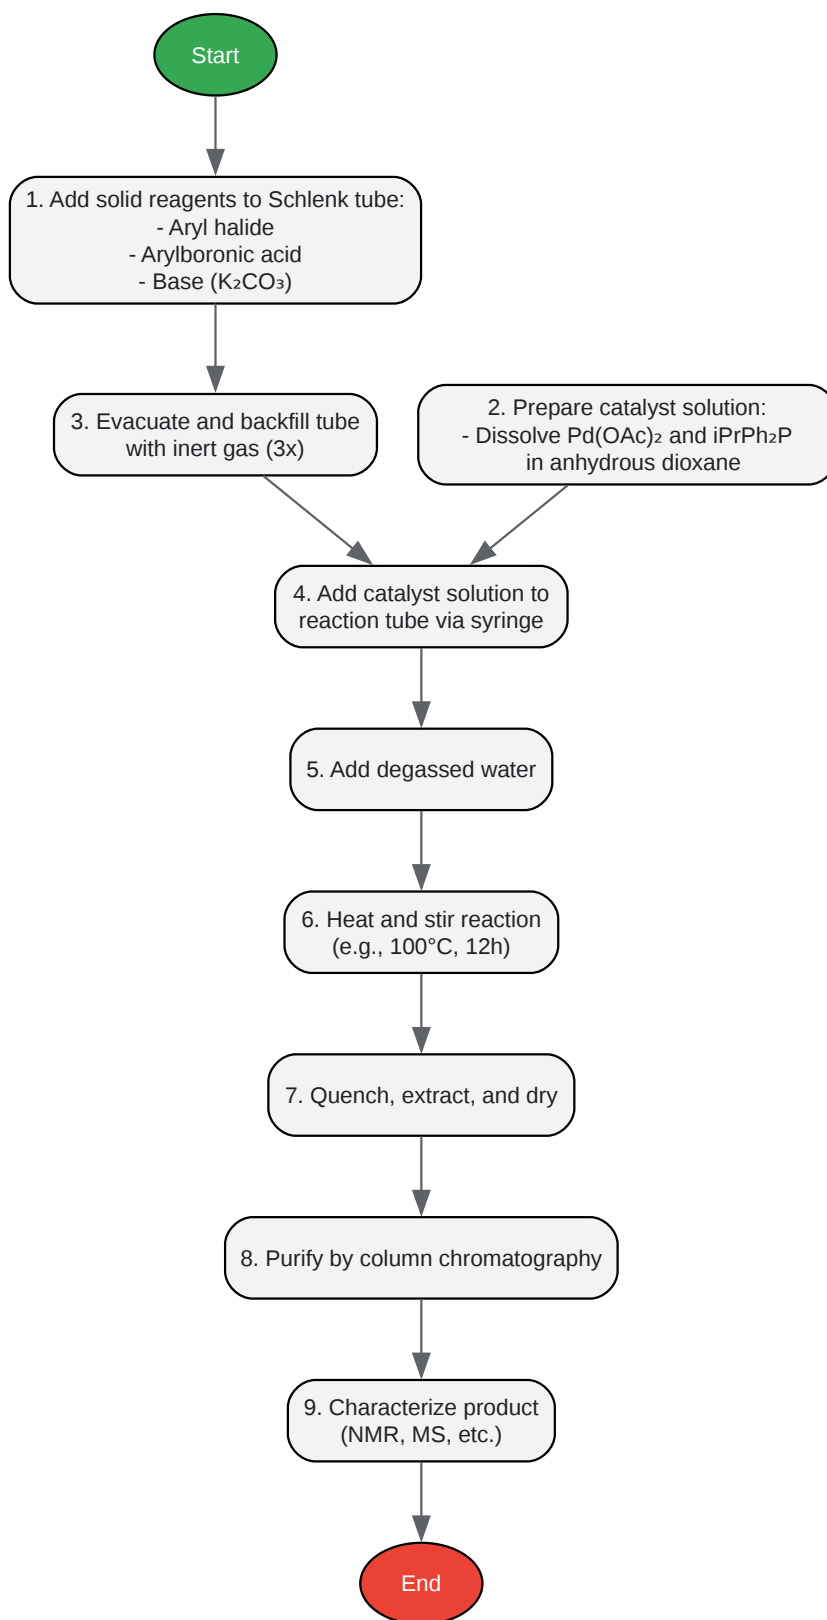 Start
1. Add solid reagents to Schlenk tube:
- Aryl halide
- Arylboronic acid
- Base (K₂CO₃)
3. Evacuate and backfill tube
with inert gas (3x)
2. Prepare catalyst solution:
- Dissolve Pd(OAc)₂ and iPrPh₂P
in anhydrous dioxane
4. Add catalyst solution to
reaction tube via syringe
5. Add degassed water
6. Heat and stir reaction
(e.g., 100°C, 12h)
7. Quench, extract, and dry
8. Purify by column chromatography
9. Characterize product
(NMR, MS, etc.)
End